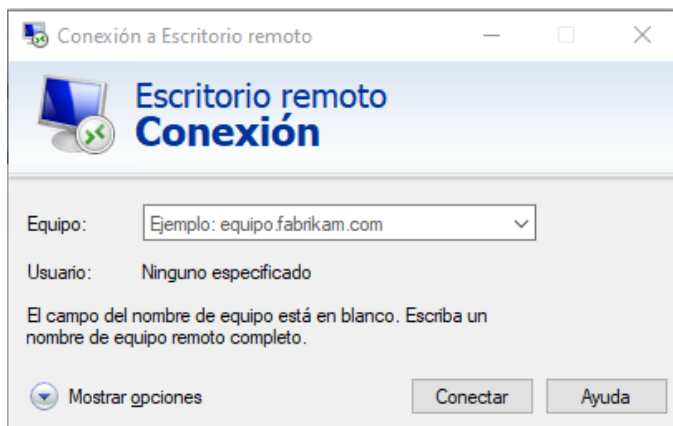 Conexión a Escritorio remoto
Escritorio remoto
Conexión
Equipo: Ejemplo: equipo.fabrikam.com
Usuario: Ninguno especificado
El campo del nombre de equipo está en blanco. Escriba un
nombre de equipo remoto completo.
Mostrar opciones Conectar Ayuda